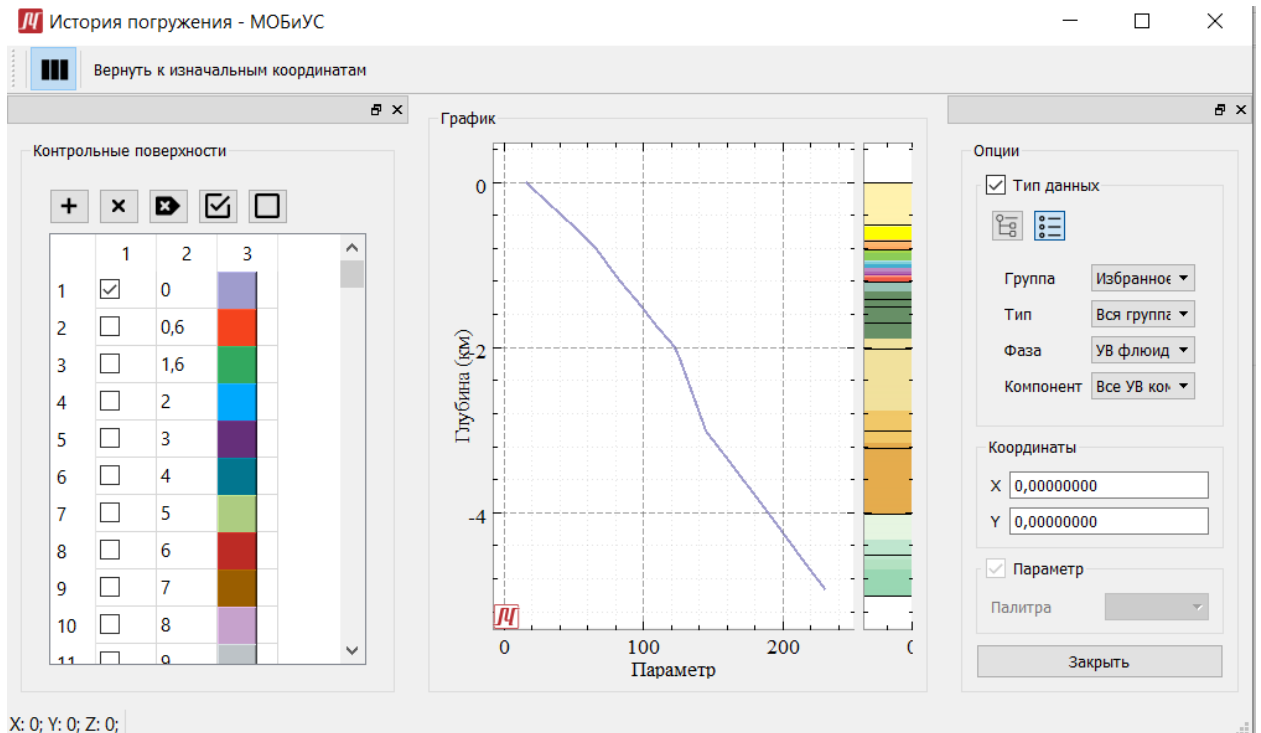 История погружения - МОБиУС
Вернуть к изначальным координатам
Контрольные поверхности
1 2 3
1 0
2 0,6
3 1,6
4 2
5 3
6 4
7 5
8 6
9 7
10 8
11 9
График
Глубина (км)
0
-2
-4
0 100 200
Параметр
Опции
Тип данных
Группа Избранное
Тип Вся группа
Фаза УВ флюид
Компонент Все УВ ком
Координаты
X 0,00000000
Y 0,00000000
Параметр
Палитра
Закрыть
X: 0; Y: 0; Z: 0;